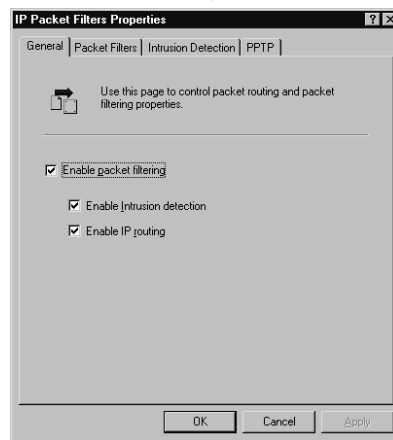 IP Packet Filters Properties
General Packet Filters Intrusion Detection PPTP
Use this page to control packet routing and packet
filtering properties.
Enable packet filtering
Enable Intrusion detection
Enable IP routing
OK Cancel Apply